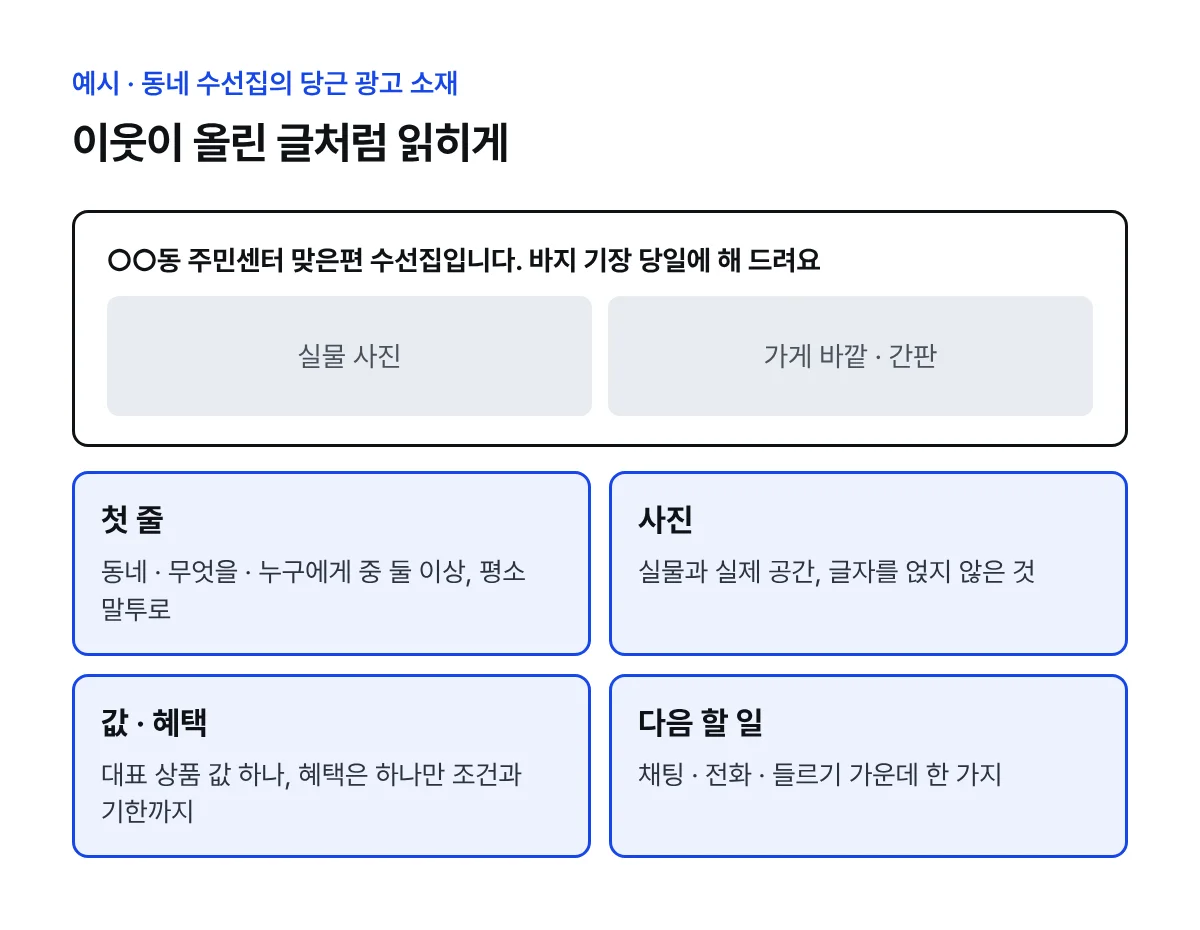 예시 · 동네 수선집의 당근 광고 소재
이웃이 올린 글처럼 읽히게
○○동 주민센터 맞은편 수선집입니다. 바지 기장 당일에 해 드려요
실물 사진
가게 바깥 · 간판
첫 줄
동네 · 무엇을 · 누구에게 중 둘 이상, 평소
말투로
사진
실물과 실제 공간, 글자를 얹지 않은 것
값 · 혜택
대표 상품 값 하나, 혜택은 하나만 조건과
기한까지
다음 할 일
채팅 · 전화 · 들르기 가운데 한 가지